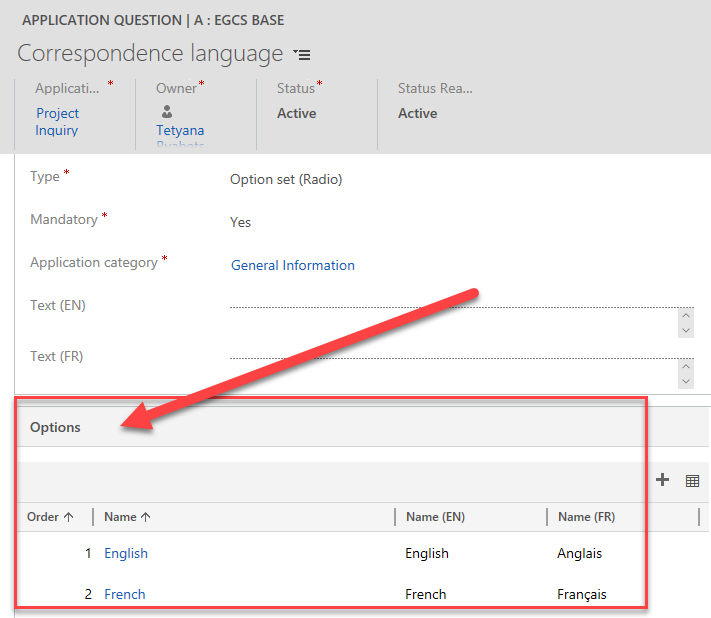 APPLICATION QUESTION | A : EGCS BASE
Correspondence language
Applicati... * Owner* Status* Status Rea...
Project Inquiry Tetyana Active Active
Type * Option set (Radio)
Mandatory * Yes
Application category * General Information
Text (EN)
Text (FR)
Options
Order Name Name (EN) Name (FR)
1 English English Anglais
2 French French Français